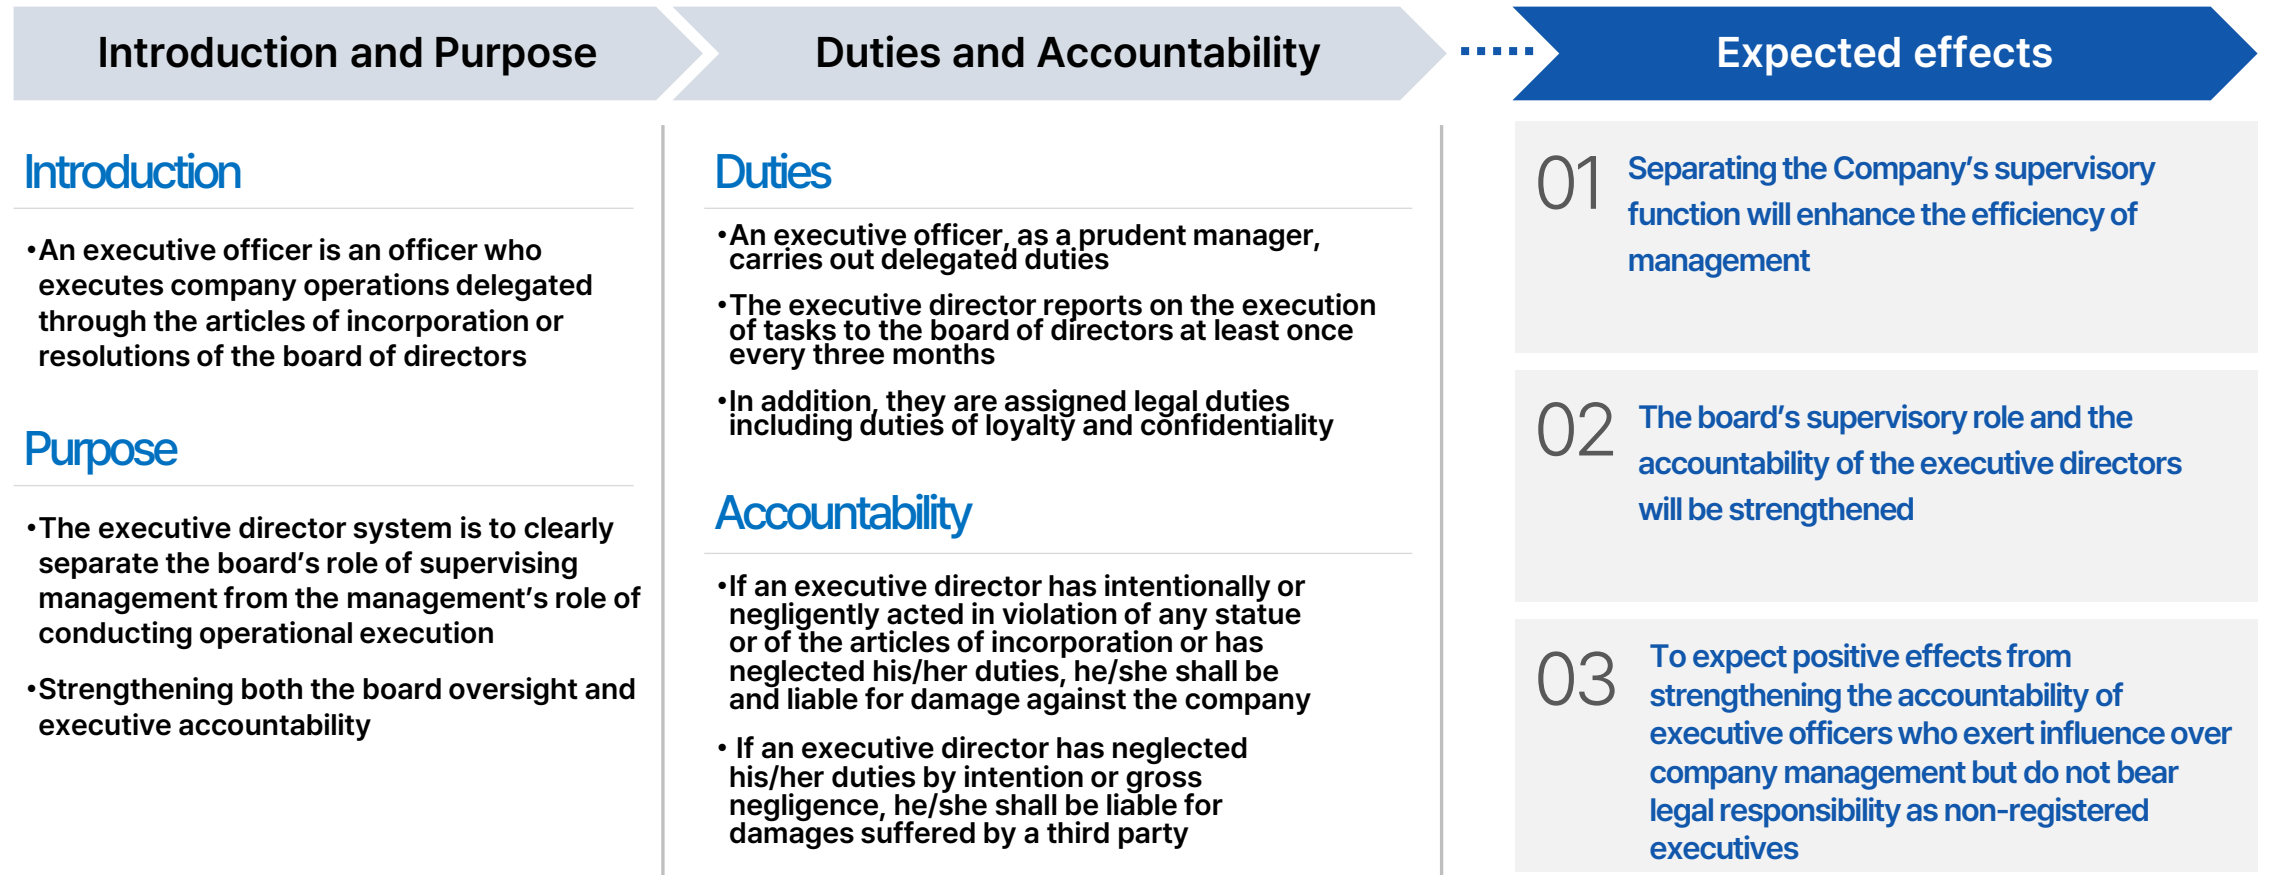 Introduction and Purpose
Duties and Accountability
Expected effects
Introduction
•An executive officer is an officer who
executes company operations delegated
through the articles of incorporation or
resolutions of the board of directors
Purpose
•The executive director system is to clearly
separate the board’s role of supervising
management from the management’s role of
conducting operational execution
•Strengthening both the board oversight and
executive accountability
Duties
•An executive officer, as a prudent manager,
carries out delegated duties
•The executive director reports on the execution
of tasks to the board of directors at least once
every three months
•In addition, they are assigned legal duties
including duties of loyalty and confidentiality
Accountability
•If an executive director has intentionally or
negligently acted in violation of any statue
or of the articles of incorporation or has
neglected his/her duties, he/she shall be
and liable for damage against the company
• If an executive director has neglected
his/her duties by intention or gross
negligence, he/she shall be liable for
damages suffered by a third party
01
Separating the Company’s supervisory
function will enhance the efficiency of
management
02
The board’s supervisory role and the
accountability of the executive directors
will be strengthened
03
To expect positive effects from
strengthening the accountability of
executive officers who exert influence over
company management but do not bear
legal responsibility as non-registered
executives